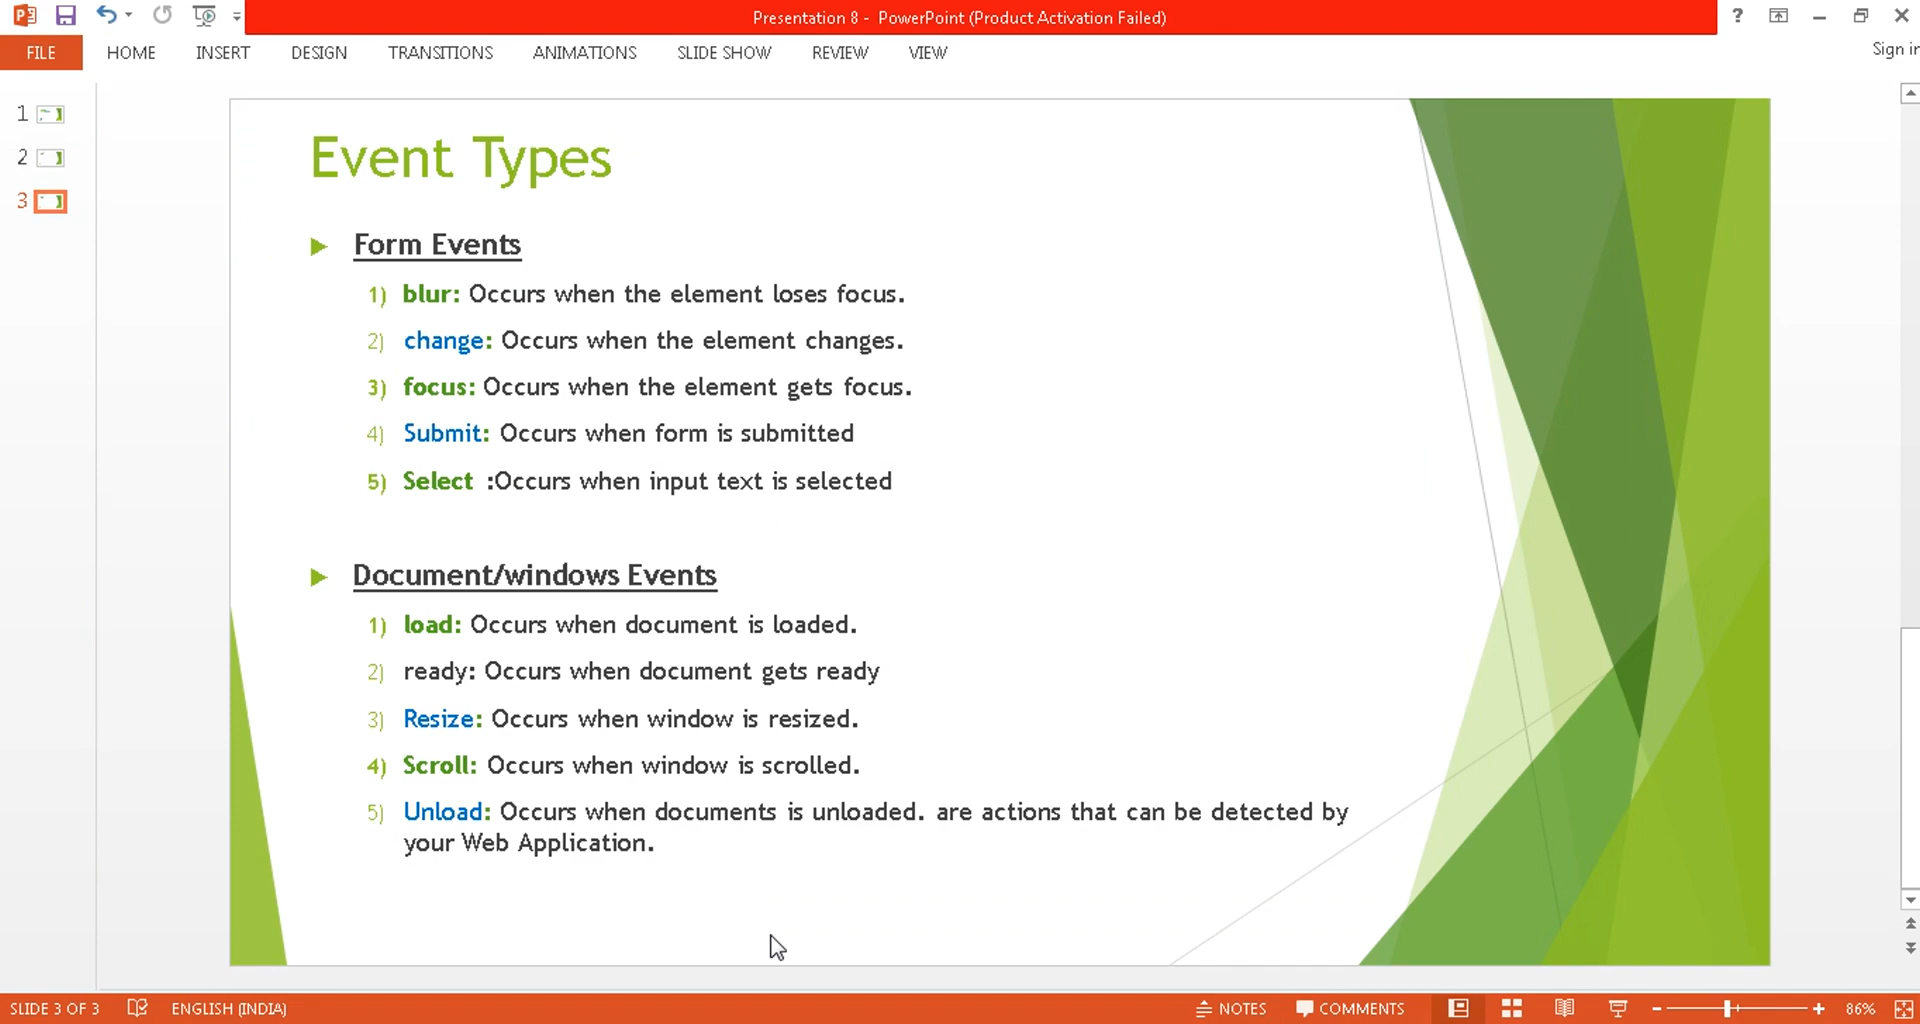 Presentation 8 - PowerPoint (Product Activation Failed)
?
FILE HOME INSERT DESIGN TRANSITIONS ANIMATIONS SLIDE SHOW REVIEW VIEW
Sign in
1
2
3
Event Types
Form Events
1) blur: Occurs when the element loses focus.
2) change: Occurs when the element changes.
3) focus: Occurs when the element gets focus.
4) Submit: Occurs when form is submitted
5) Select :Occurs when input text is selected
Document/windows Events
1) load: Occurs when document is loaded.
2) ready: Occurs when document gets ready
3) Resize: Occurs when window is resized.
4) Scroll: Occurs when window is scrolled.
5) Unload: Occurs when documents is unloaded. are actions that can be detected by
your Web Application.
SLIDE 3 OF 3 ENGLISH (INDIA) NOTES COMMENTS 86%